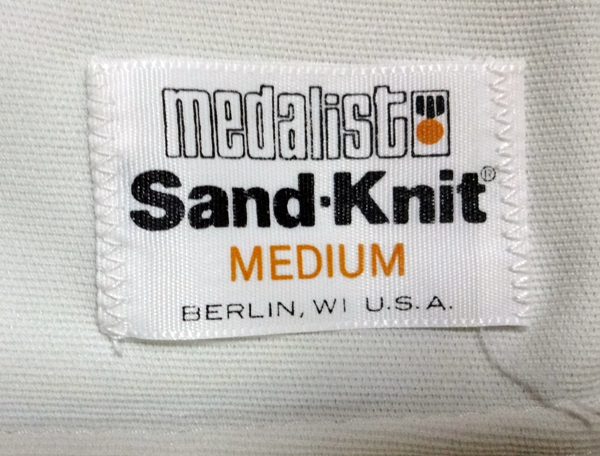 medalist
Sand·Knit®
MEDIUM
BERLIN, WI U.S.A.